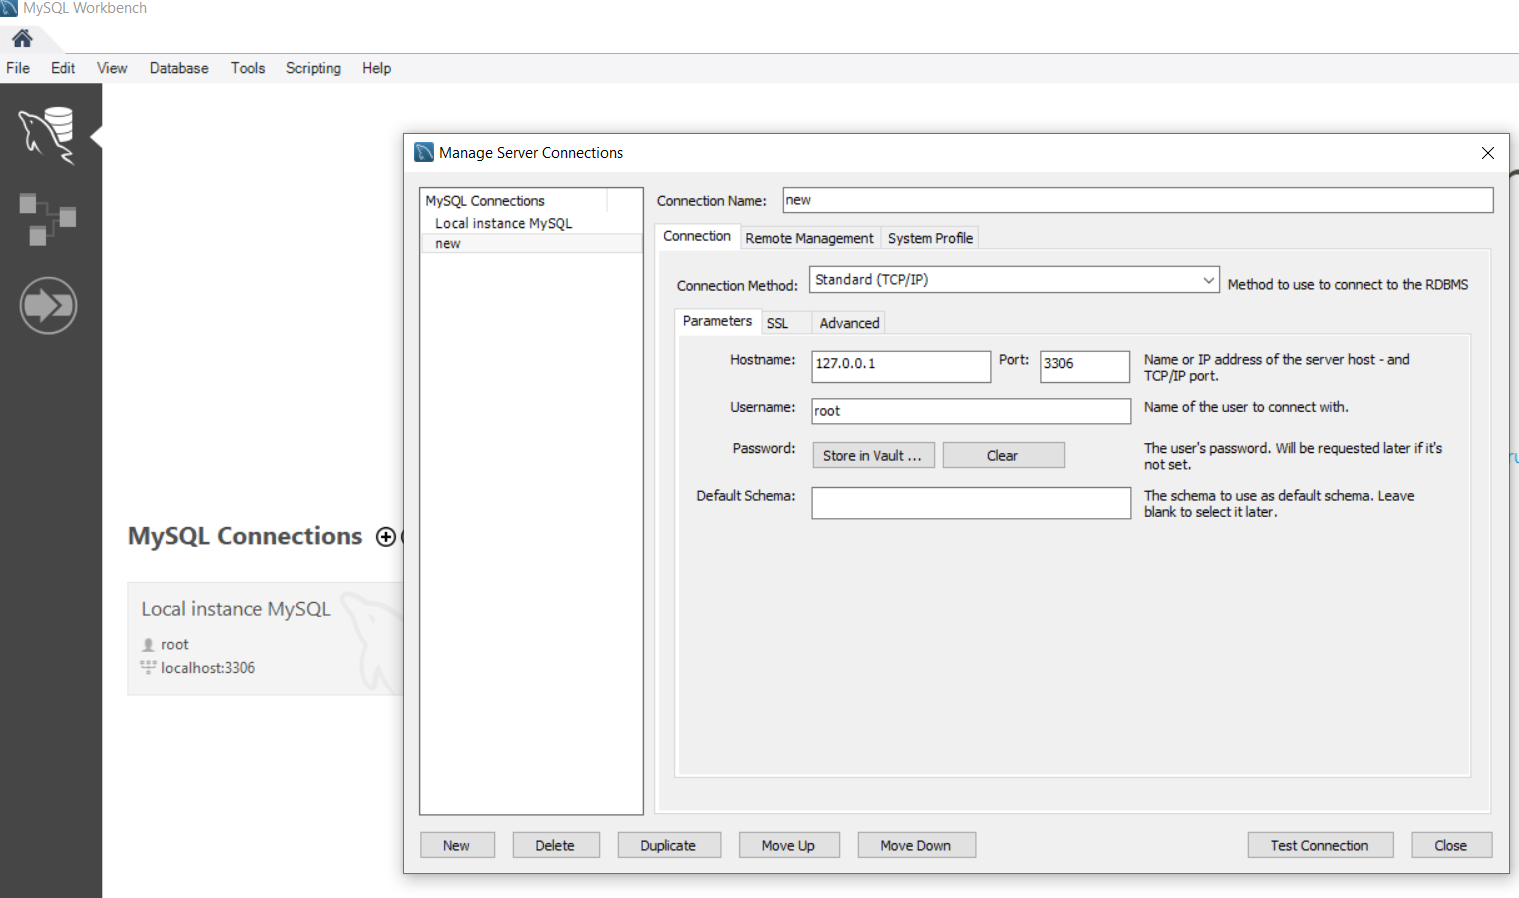 MySQL Workbench
File Edit View Database Tools Scripting Help
Manage Server Connections
MySQL Connections
Local instance MySQL
new
Connection Name: new
Connection Remote Management System Profile
Connection Method: Standard (TCP/IP) Method to use to connect to the RDBMS
Parameters SSL Advanced
Hostname: 127.0.0.1 Port: 3306 Name or IP address of the server host - and
TCP/IP port.
Username: root Name of the user to connect with.
Password: Store in Vault ... Clear The user's password. Will be requested later if it's
not set.
Default Schema: The schema to use as default schema. Leave
blank to select it later.
MySQL Connections
Local instance MySQL
root
localhost:3306
New Delete Duplicate Move Up Move Down Test Connection Close